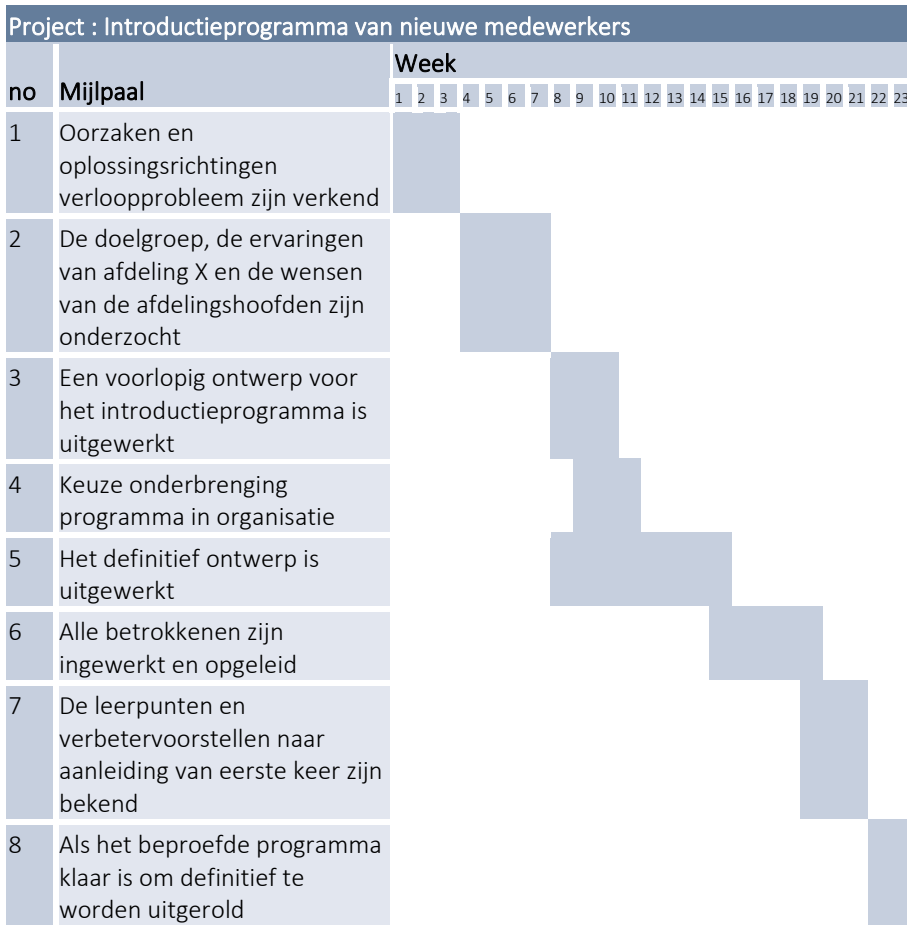 Project : Introductieprogramma van nieuwe medewerkers
Week
no Mijlpaal 1 2 3 4 5 6 7 8 9 10 11 12 13 14 15 16 17 18 19 20 21 22 23
1 Oorzaken en
oplossingsrichtingen
verloopprobleem zijn verkend
2 De doelgroep, de ervaringen
van afdeling X en de wensen
van de afdelingshoofden zijn
onderzocht
3 Een voorlopig ontwerp voor
het introductieprogramma is
uitgewerkt
4 Keuze onderbrenging
programma in organisatie
5 Het definitief ontwerp is
uitgewerkt
6 Alle betrokkenen zijn
ingewerkt en opgeleid
7 De leerpunten en
verbetervoorstellen naar
aanleiding van eerste keer zijn
bekend
8 Als het beproefde programma
klaar is om definitief te
worden uitgerold